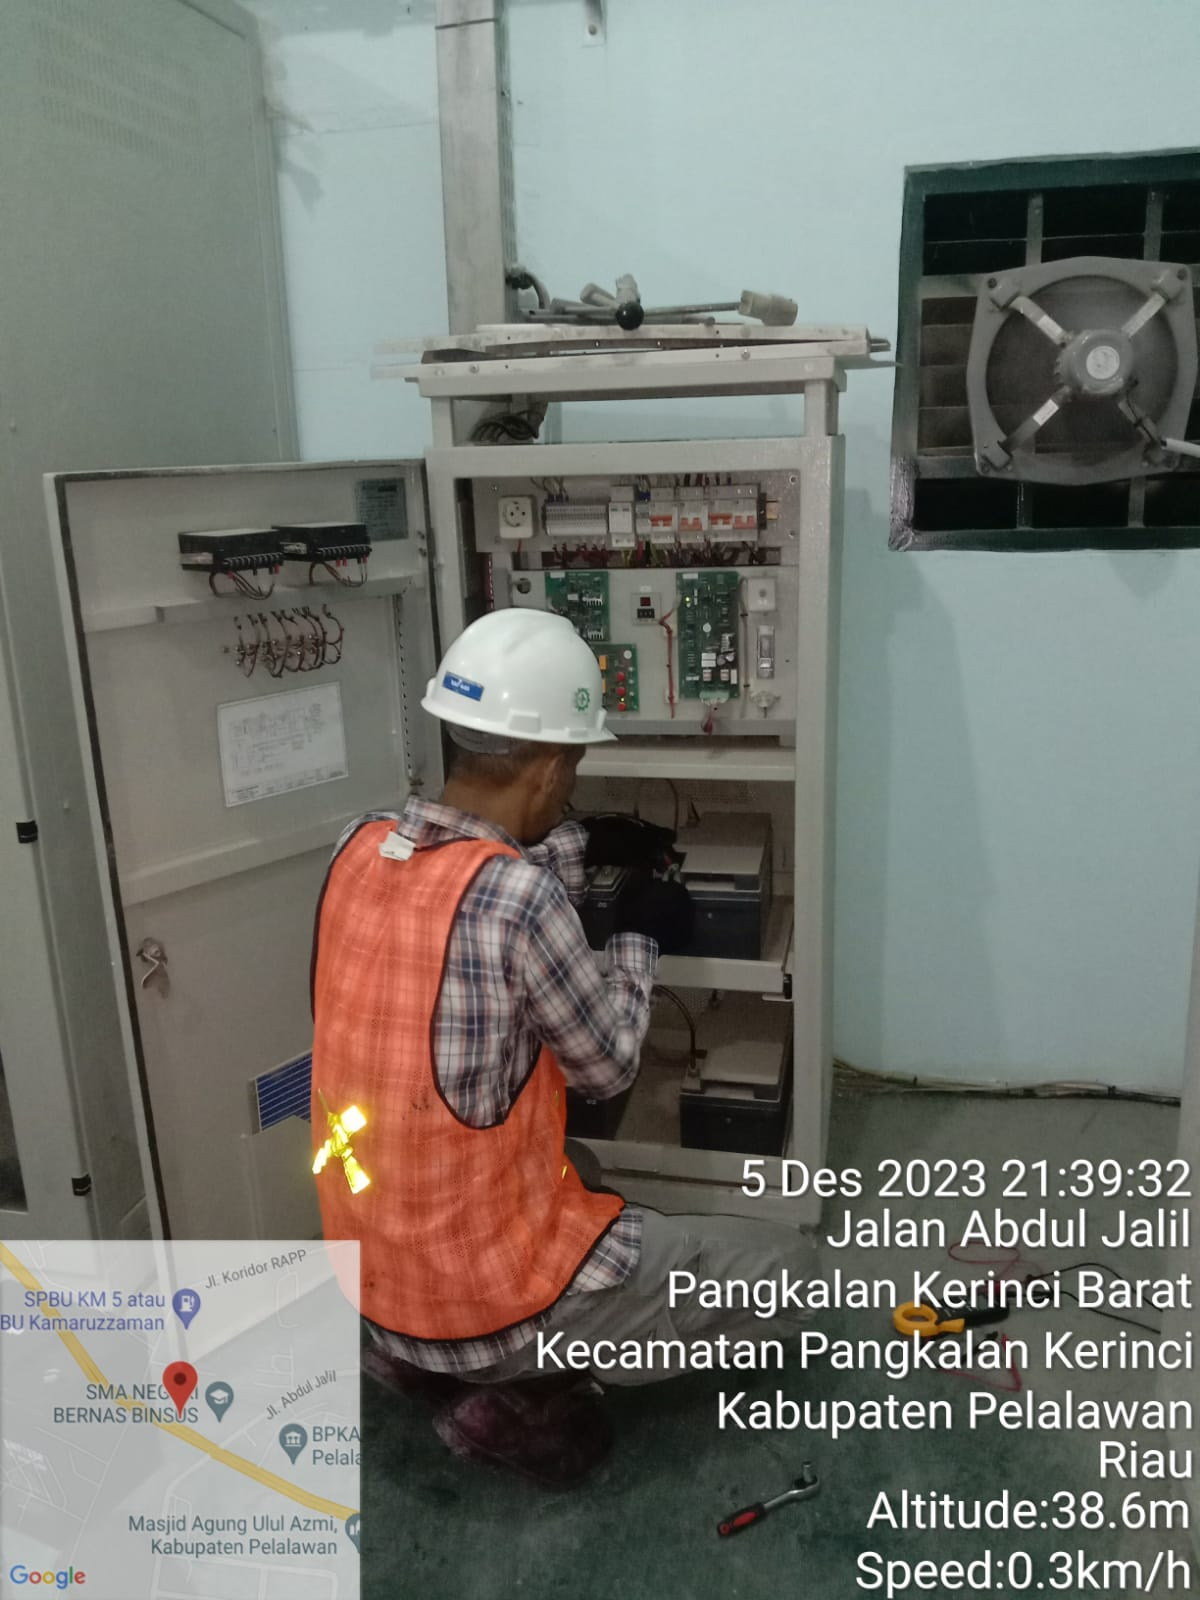 5 Des 2023 21:39:32
Jalan Abdul Jalil
Pangkalan Kerinci Barat
Kecamatan Pangkalan Kerinci
Kabupaten Pelalawan
Riau
Altitude:38.6m
Speed:0.3km/h
Jl. Koridor RAPP
SPBU KM 5 atau
BU Kamaruzzaman
SMA NEGERI
BERNAS BINSUS
Jl. Abdul Jalil
BPKA
Pelala
Masjid Agung Ulul Azmi,
Kabupaten Pelalawan
Google